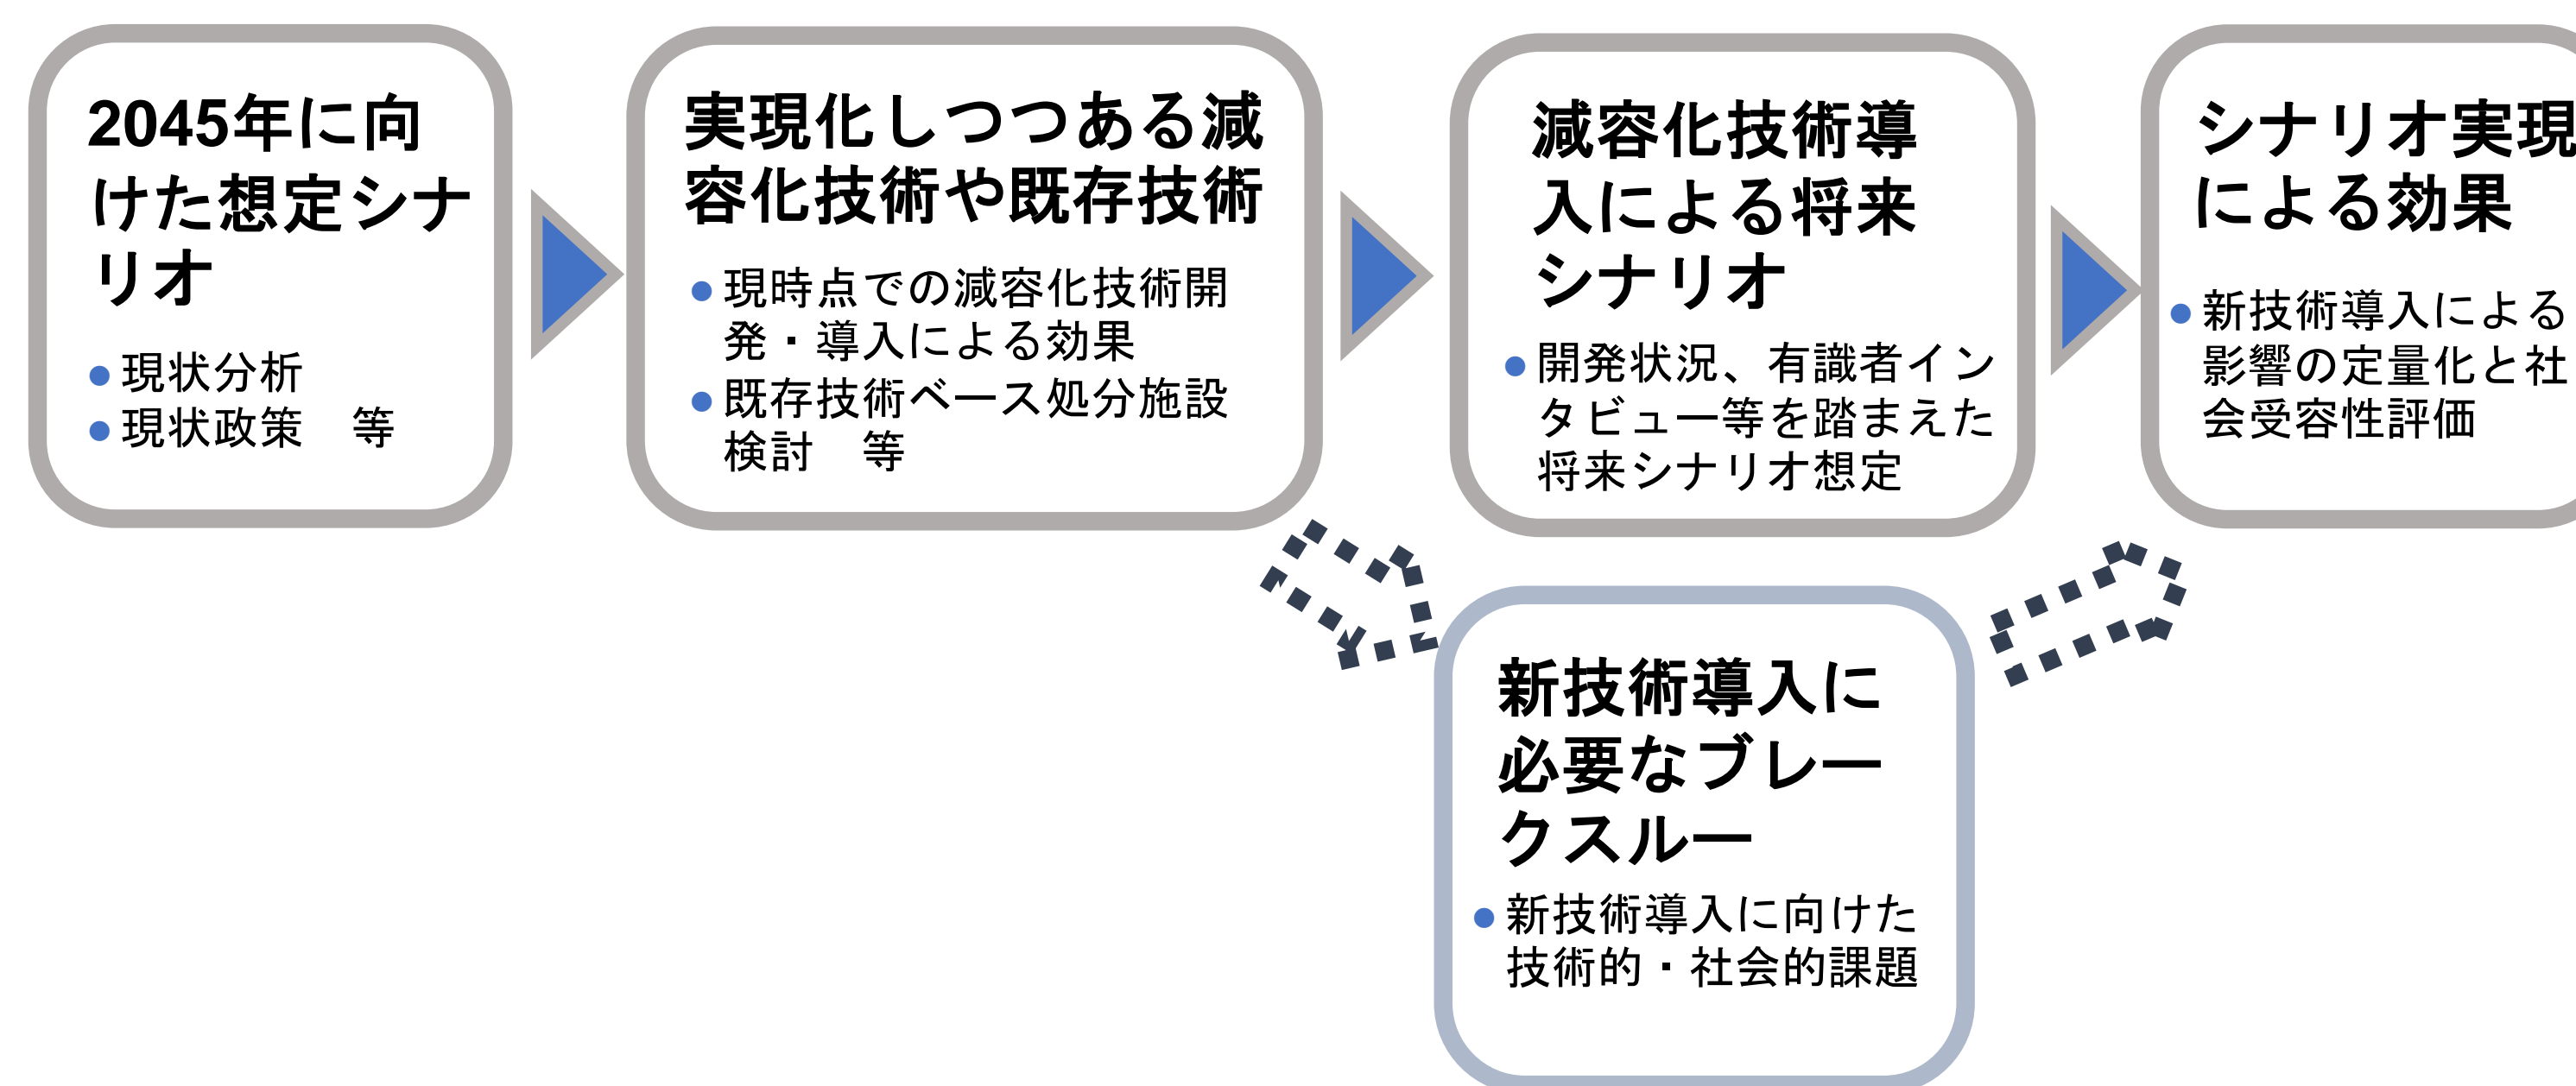 2045年に向
けた想定シナ
リオ
● 現状分析
● 現状政策　等
実現化しつつある減
容化技術や既存技術
● 現時点での減容化技術開
発・導入による効果
● 既存技術ベース処分施設
検討　等
減容化技術導
入による将来
シナリオ
● 開発状況、有識者イン
タビュー等を踏まえた
将来シナリオ想定
シナリオ実現
による効果
● 新技術導入による
影響の定量化と社
会受容性評価
新技術導入に
必要なブレー
クスルー
● 新技術導入に向けた
技術的・社会的課題